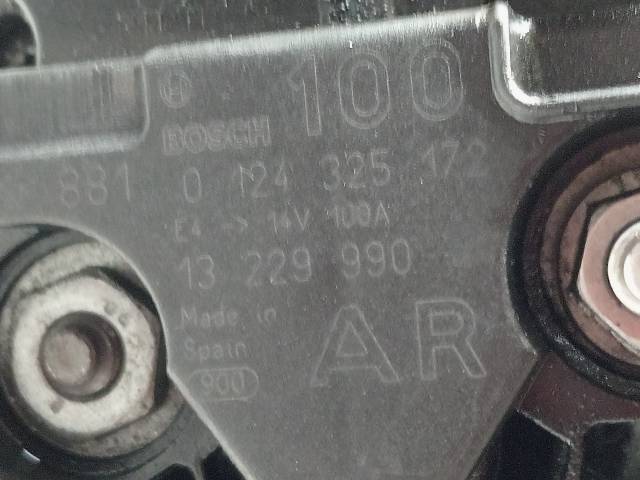 100
BOSCH
881 0 124 325 172
E4 -> 14V 100A
13 229 990
Made in
Spain
AR
900